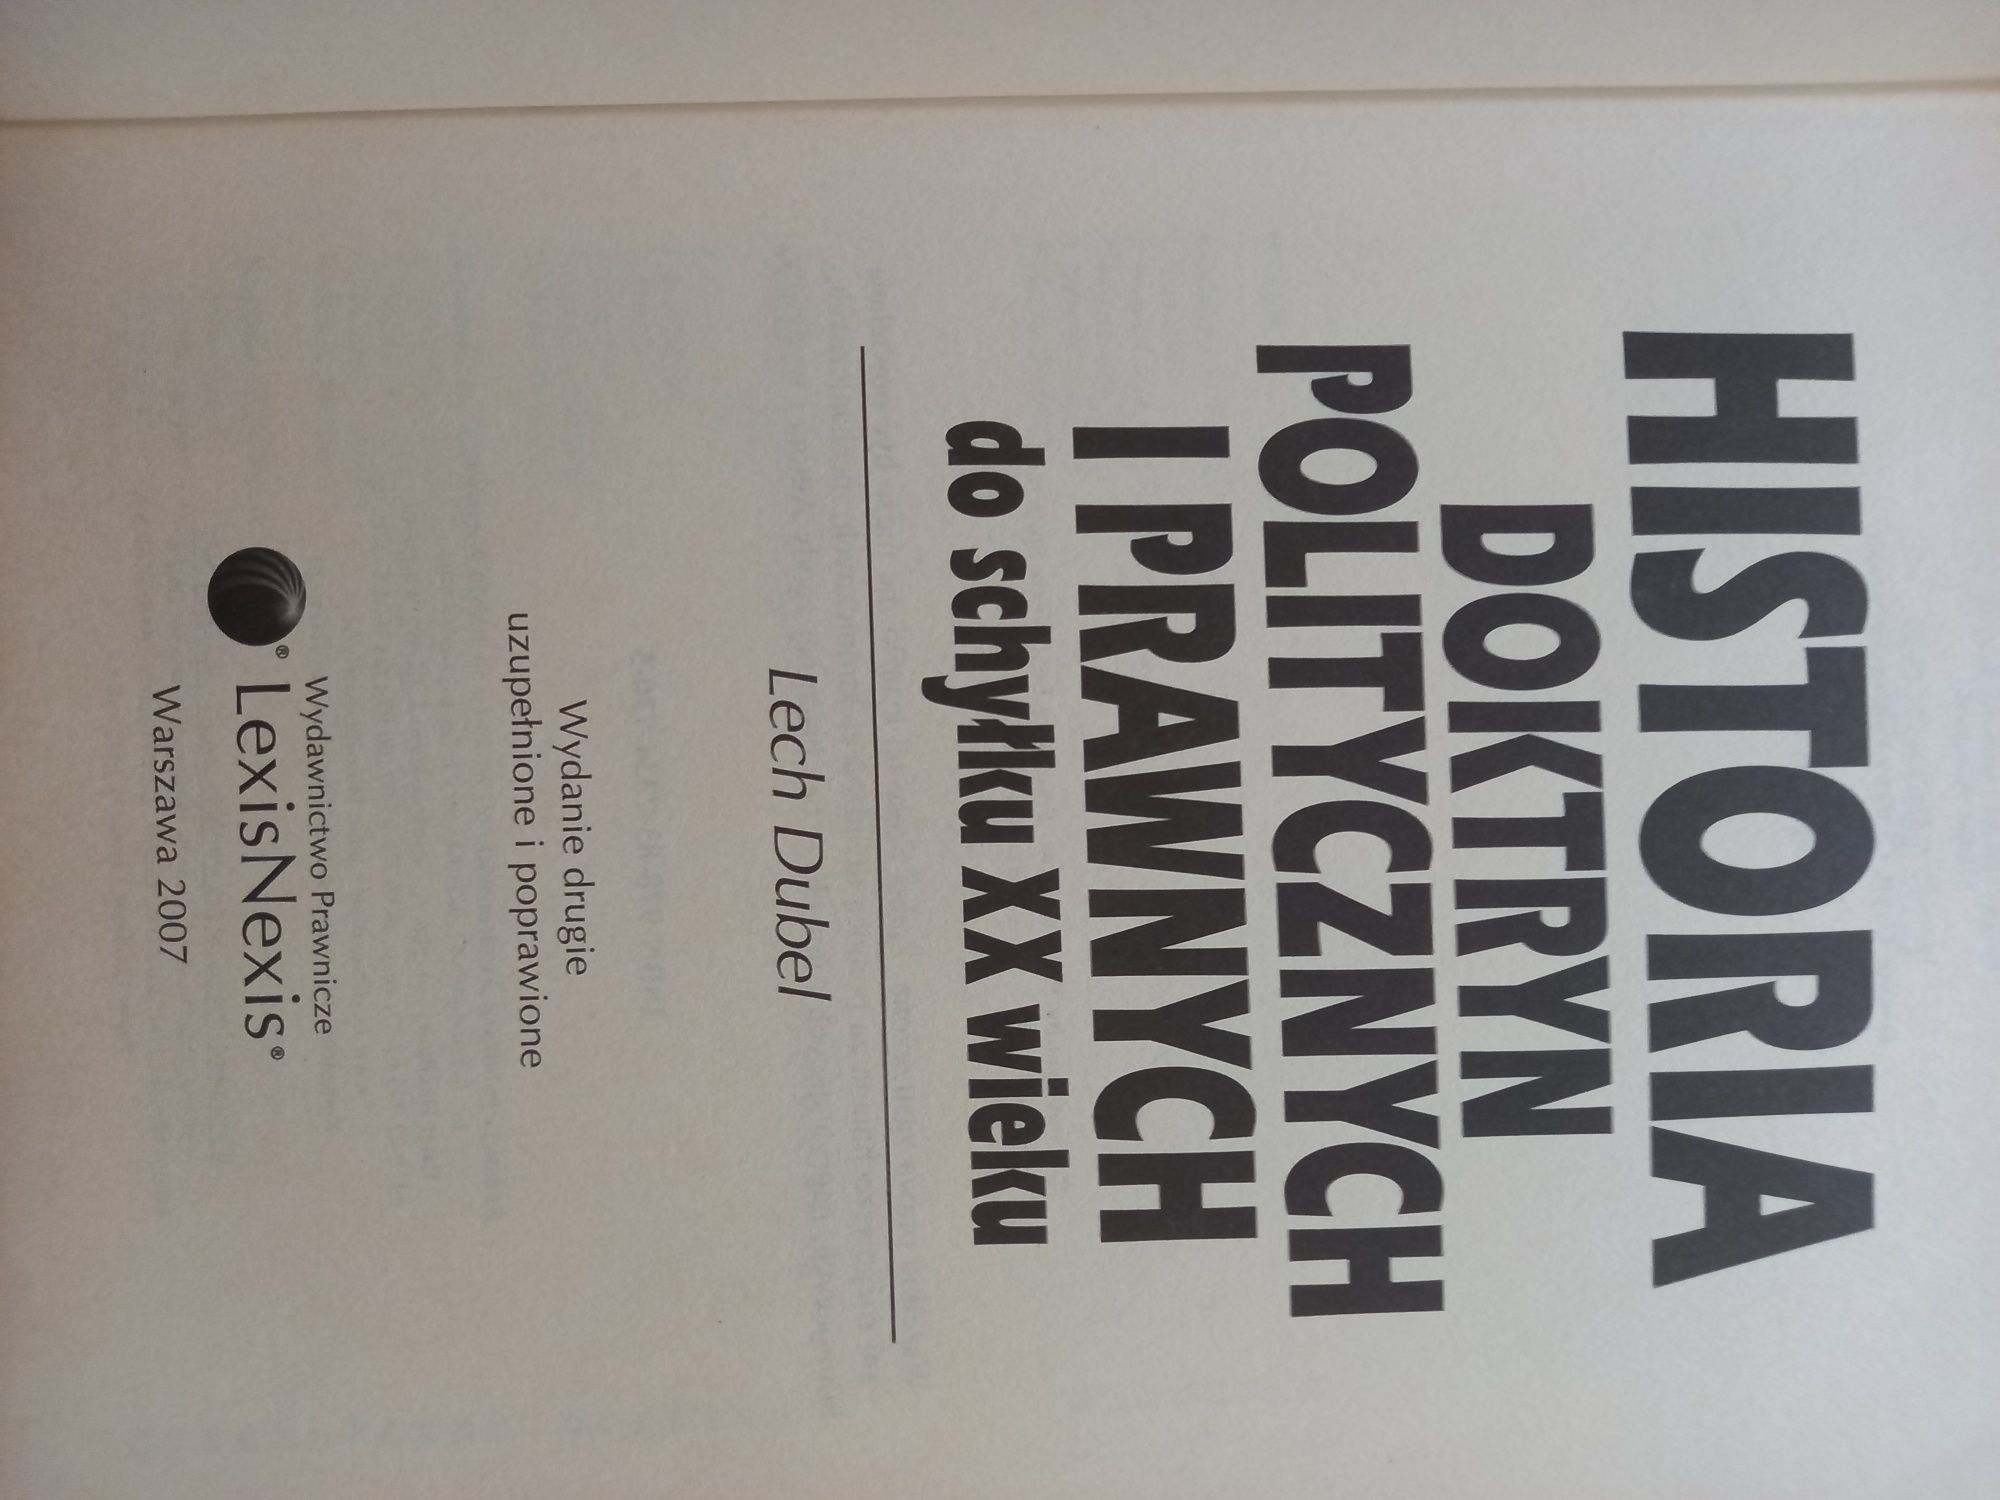 HISTORIA
DOKTRYN
POLITYCZNYCH
I PRAWNYCH
do schyłku XX wieku
Lech Dubel
Wydanie drugie
uzupełnione i poprawione
Wydawnictwo Prawnicze
® LexisNexis®
Warszawa 2007